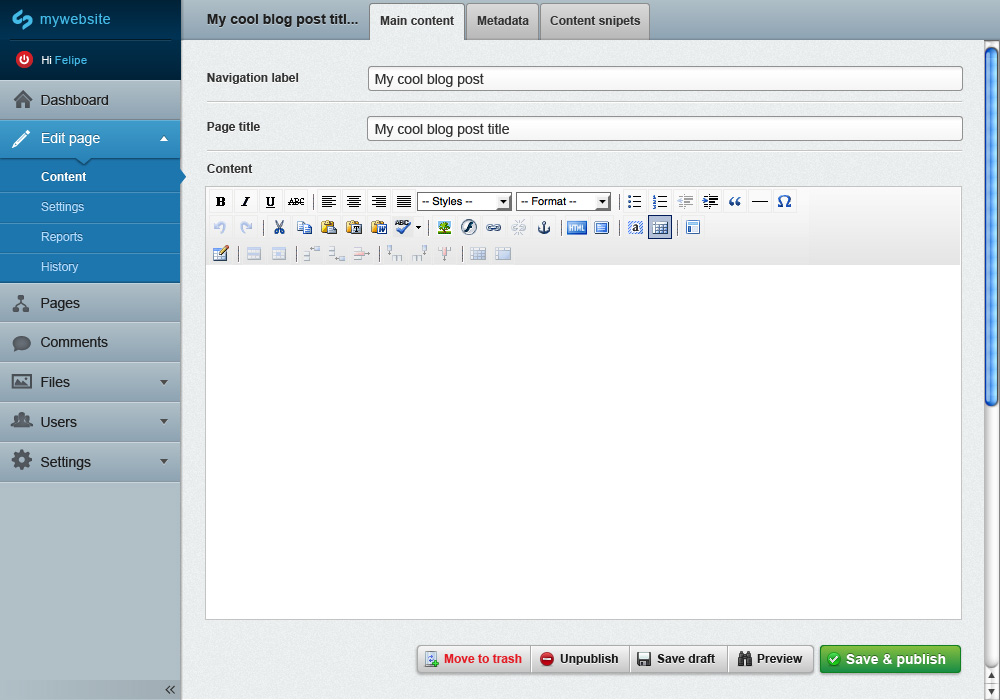 mywebsite
Hi Felipe
Dashboard
Edit page
Content
Settings
Reports
History
Pages
Comments
Files
Users
Settings
«
My cool blog post titl...
Main content
Metadata
Content snipets
Navigation label
My cool blog post
Page title
My cool blog post title
Content
B I U ABC -- Styles -- -- Format -- “ — Ω
T W ABC f HTML a
Move to trash
Unpublish
Save draft
Preview
Save & publish